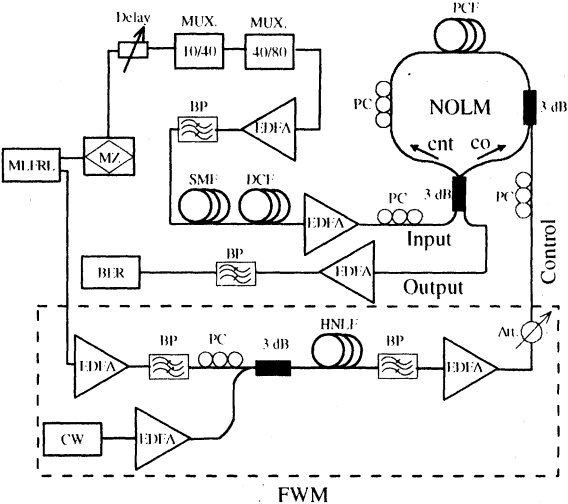 Delay
MUX.
MUX.
10/40
40/80
PCF
PC
NOLM
3 dB
cnt
co
BP
EDFA
MLFRL
MZ
SMF
DCF
PC
3 dB
PC
EDFA
Input
Control
BER
BP
EDFA
Output
Att.
HNLF
BP
PC
3 dB
BP
EDFA
EDFA
CW
EDFA
FWM